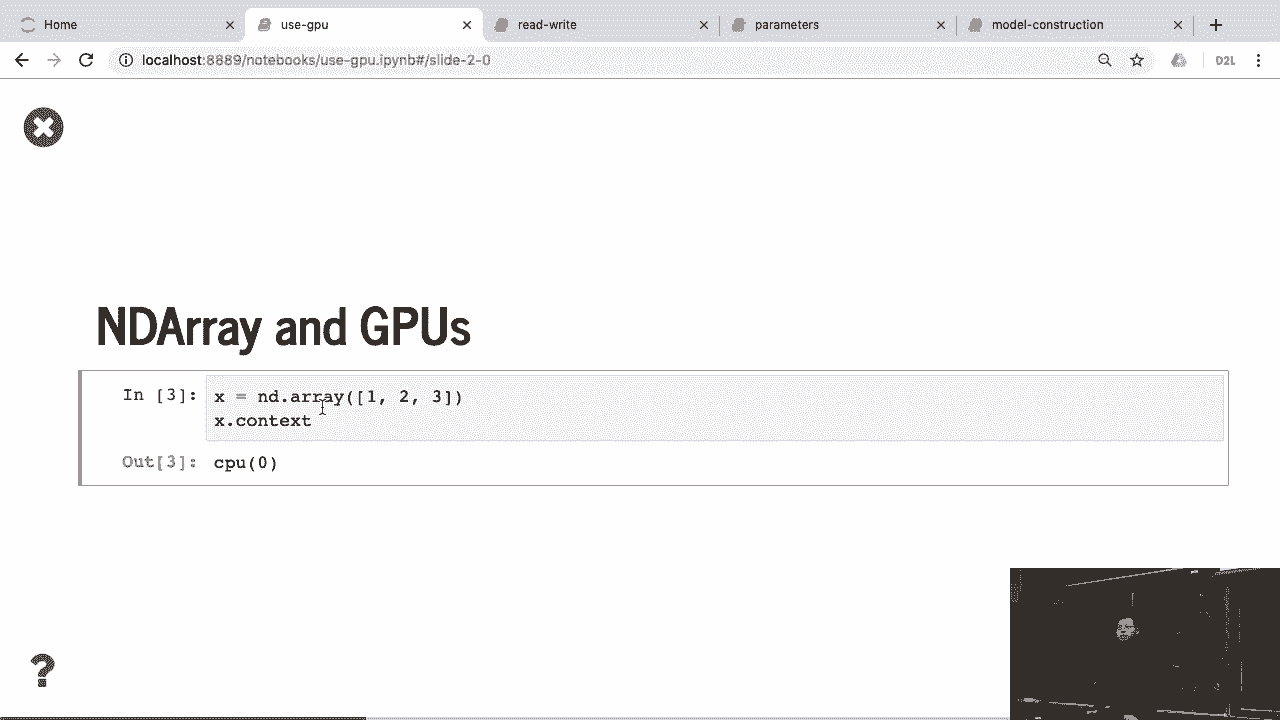 Home
use-gpu
read-write
parameters
model-construction
localhost:8889/notebooks/use-gpu.ipynb#/slide-2-0
D2L
NDArray and GPUs
In [3]: x = nd.array([1, 2, 3])
x.context
Out[3]: cpu(0)
?